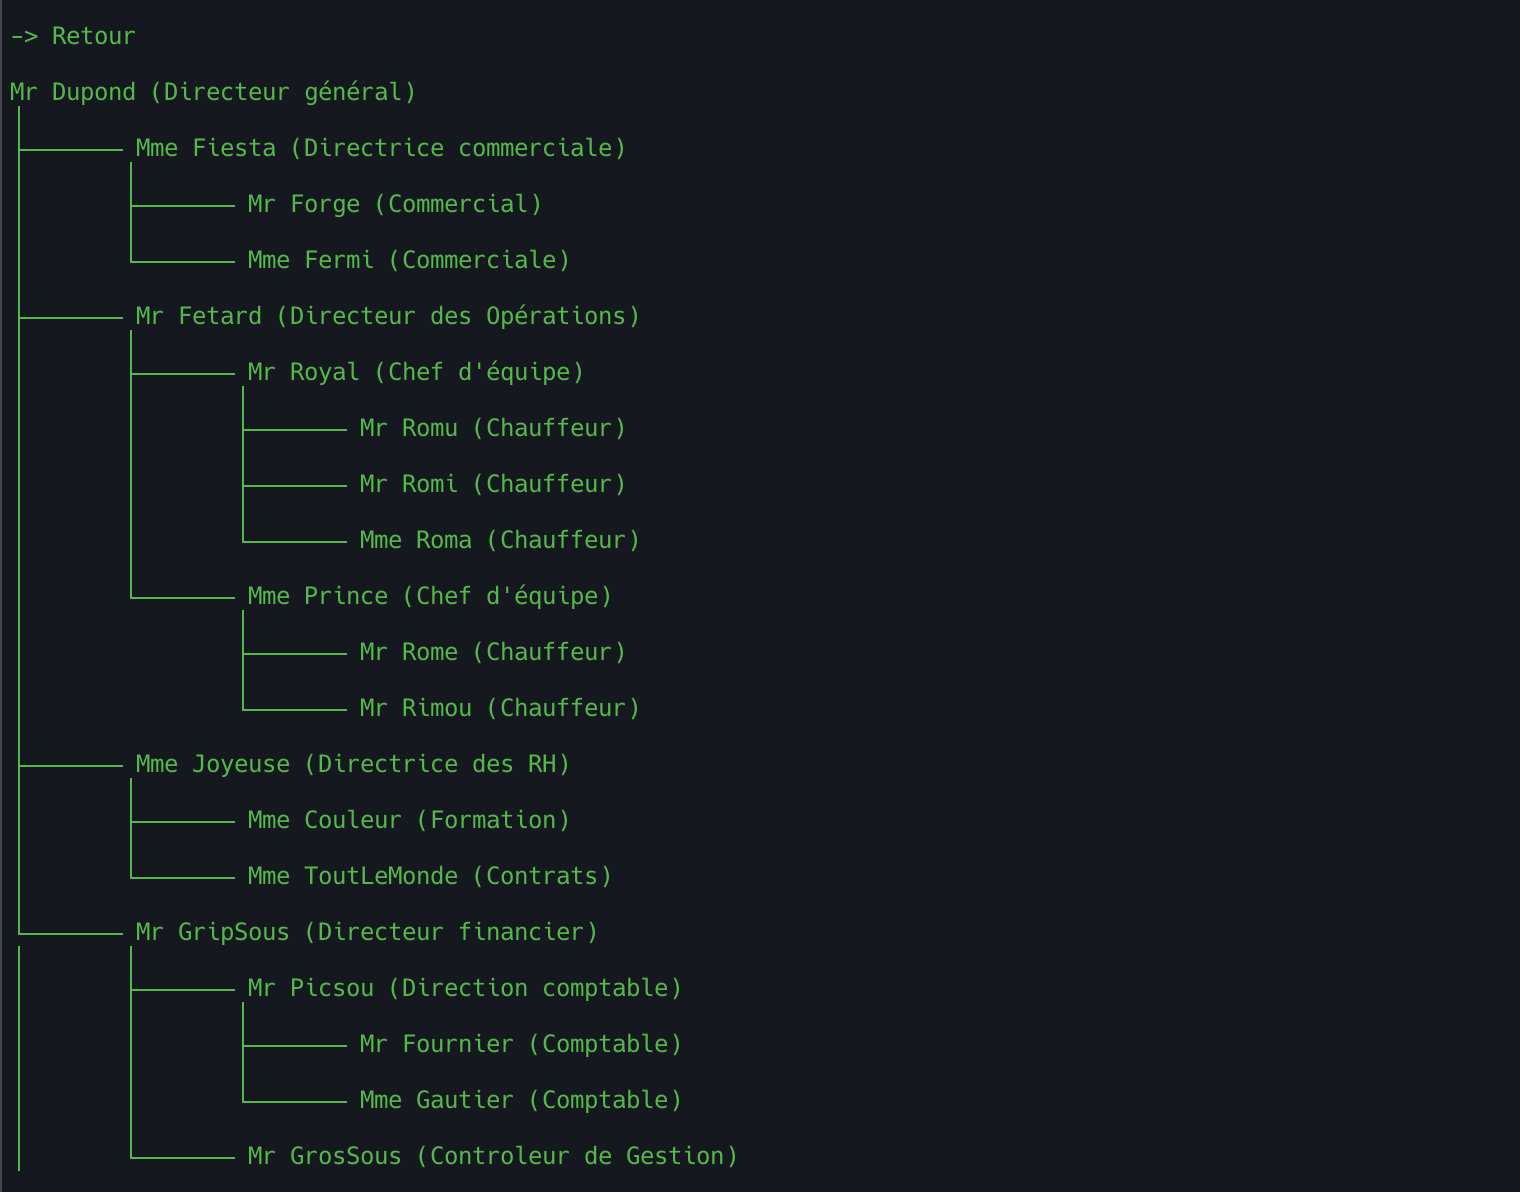 -> Retour
Mr Dupond (Directeur général)
Mme Fiesta (Directrice commerciale)
Mr Forge (Commercial)
Mme Fermi (Commerciale)
Mr Fetard (Directeur des Opérations)
Mr Royal (Chef d'équipe)
Mr Romu (Chauffeur)
Mr Romi (Chauffeur)
Mme Roma (Chauffeur)
Mme Prince (Chef d'équipe)
Mr Rome (Chauffeur)
Mr Rimou (Chauffeur)
Mme Joyeuse (Directrice des RH)
Mme Couleur (Formation)
Mme ToutLeMonde (Contrats)
Mr GripSous (Directeur financier)
Mr Picsou (Direction comptable)
Mr Fournier (Comptable)
Mme Gautier (Comptable)
Mr GrosSous (Controleur de Gestion)